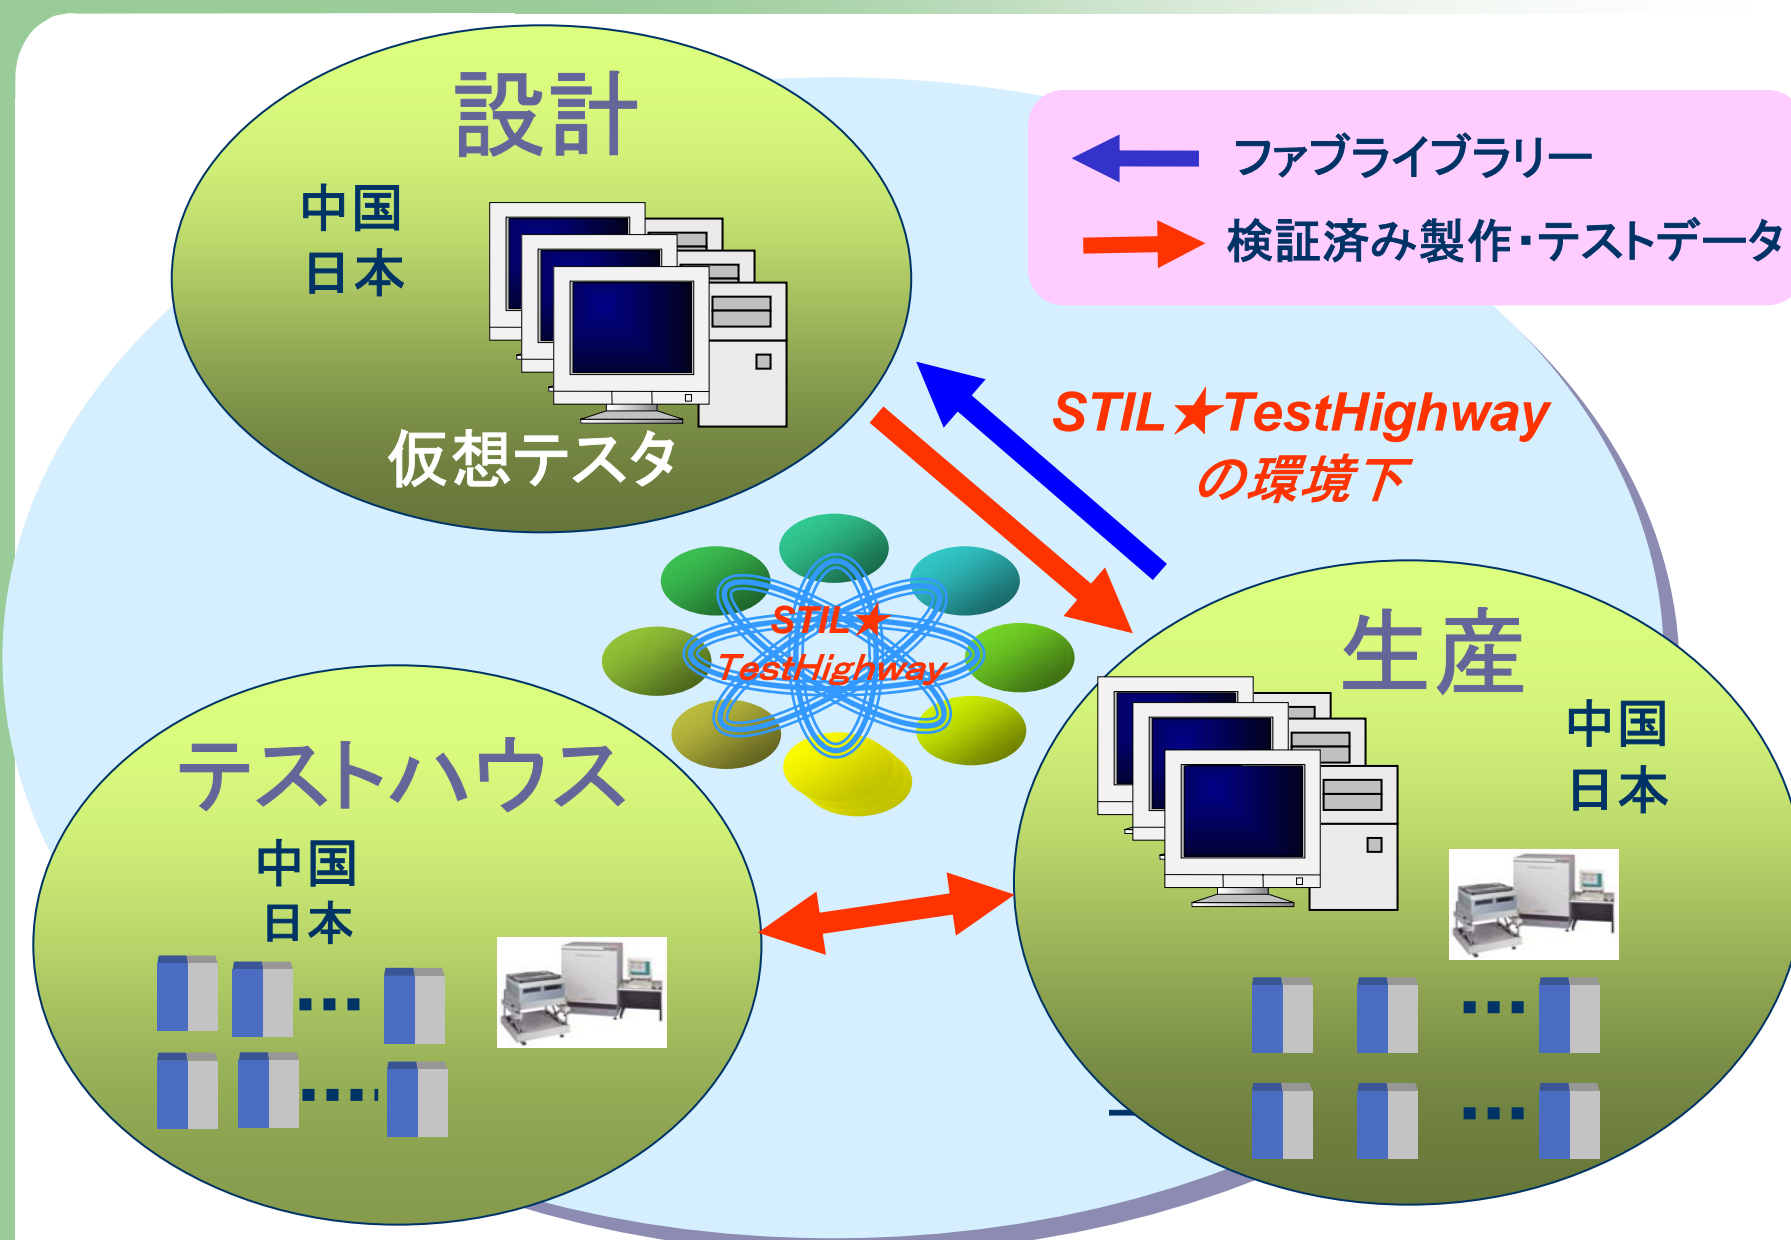 設計
中国
日本
仮想テスタ
ファブライブラリー
検証済み製作・テストデータ
STIL★TestHighway
の環境下
STIL★
TestHighway
生産
中国
日本
テストハウス
中国
日本